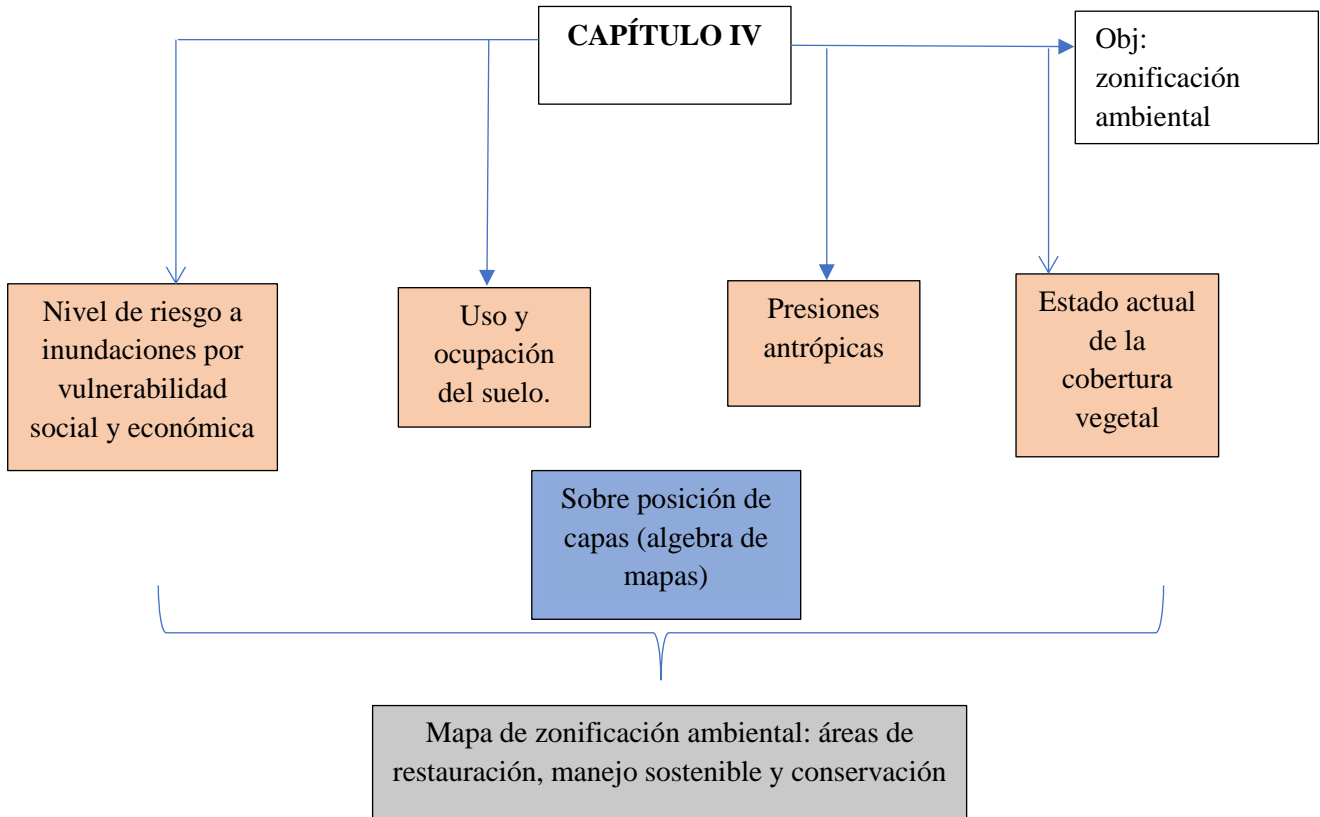 CAPÍTULO IV
Obj:
zonificación
ambiental
Nivel de riesgo a
inundaciones por
vulnerabilidad
social y económica
Uso y
ocupación
del suelo.
Presiones
antrópicas
Estado actual
de la
cobertura
vegetal
Sobre posición de
capas (algebra de
mapas)
Mapa de zonificación ambiental: áreas de
restauración, manejo sostenible y conservación